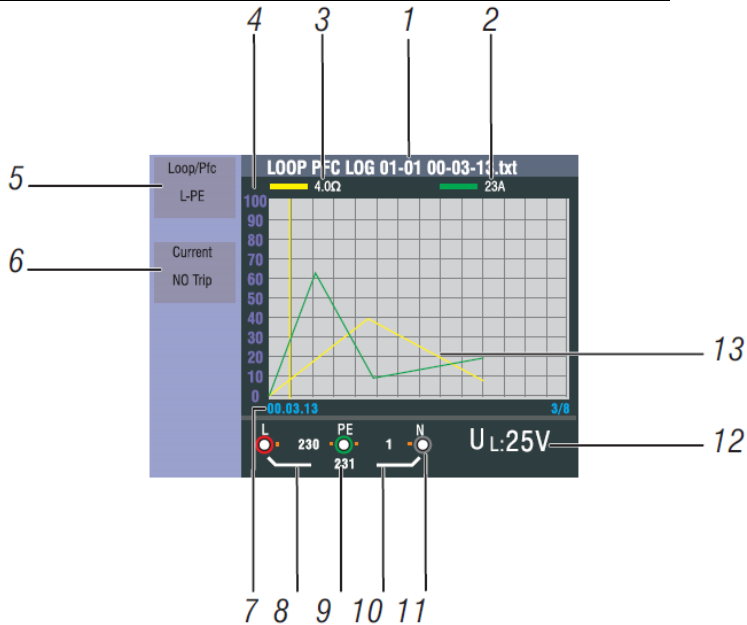 4 3 1 2
LOOP PFC LOG 01-01 00-03-13.txt
4.0Ω 23A
5
Loop/Pfc
L-PE
6
Current
NO Trip
100
90
80
70
60
50
40
30
20
10
0
13
00.03.13 3/8
L PE N
230 1
231
UL:25V
12
7 8 9 10 11